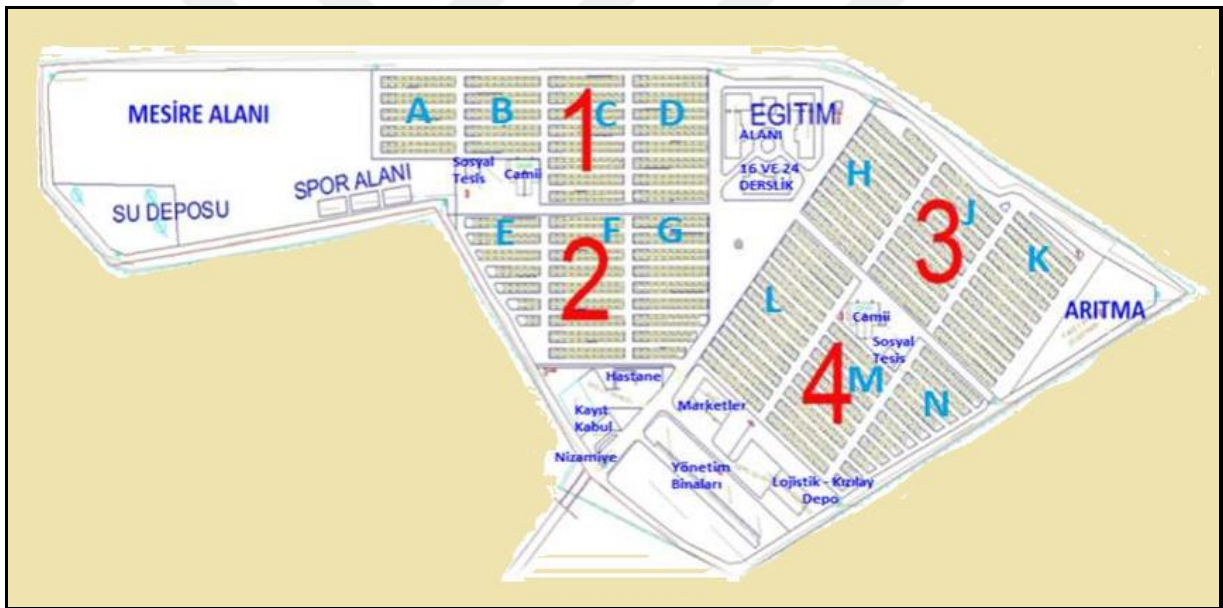 MESİRE ALANI
SU DEPOSU
SPOR ALANI
A
B
1
C
D
Sosyal
Tesis
Camii
EGITIM
ALANI
16 VE 24
DERSLİK
E
F
G
2
H
J
3
K
L
ARITMA
Camii
Sosyal
Tesis
4
M
N
Hastane
Kayıt
Kabul
Nizamiye
Marketler
Yönetim
Binaları
Lojistik - Kızılay
Depo